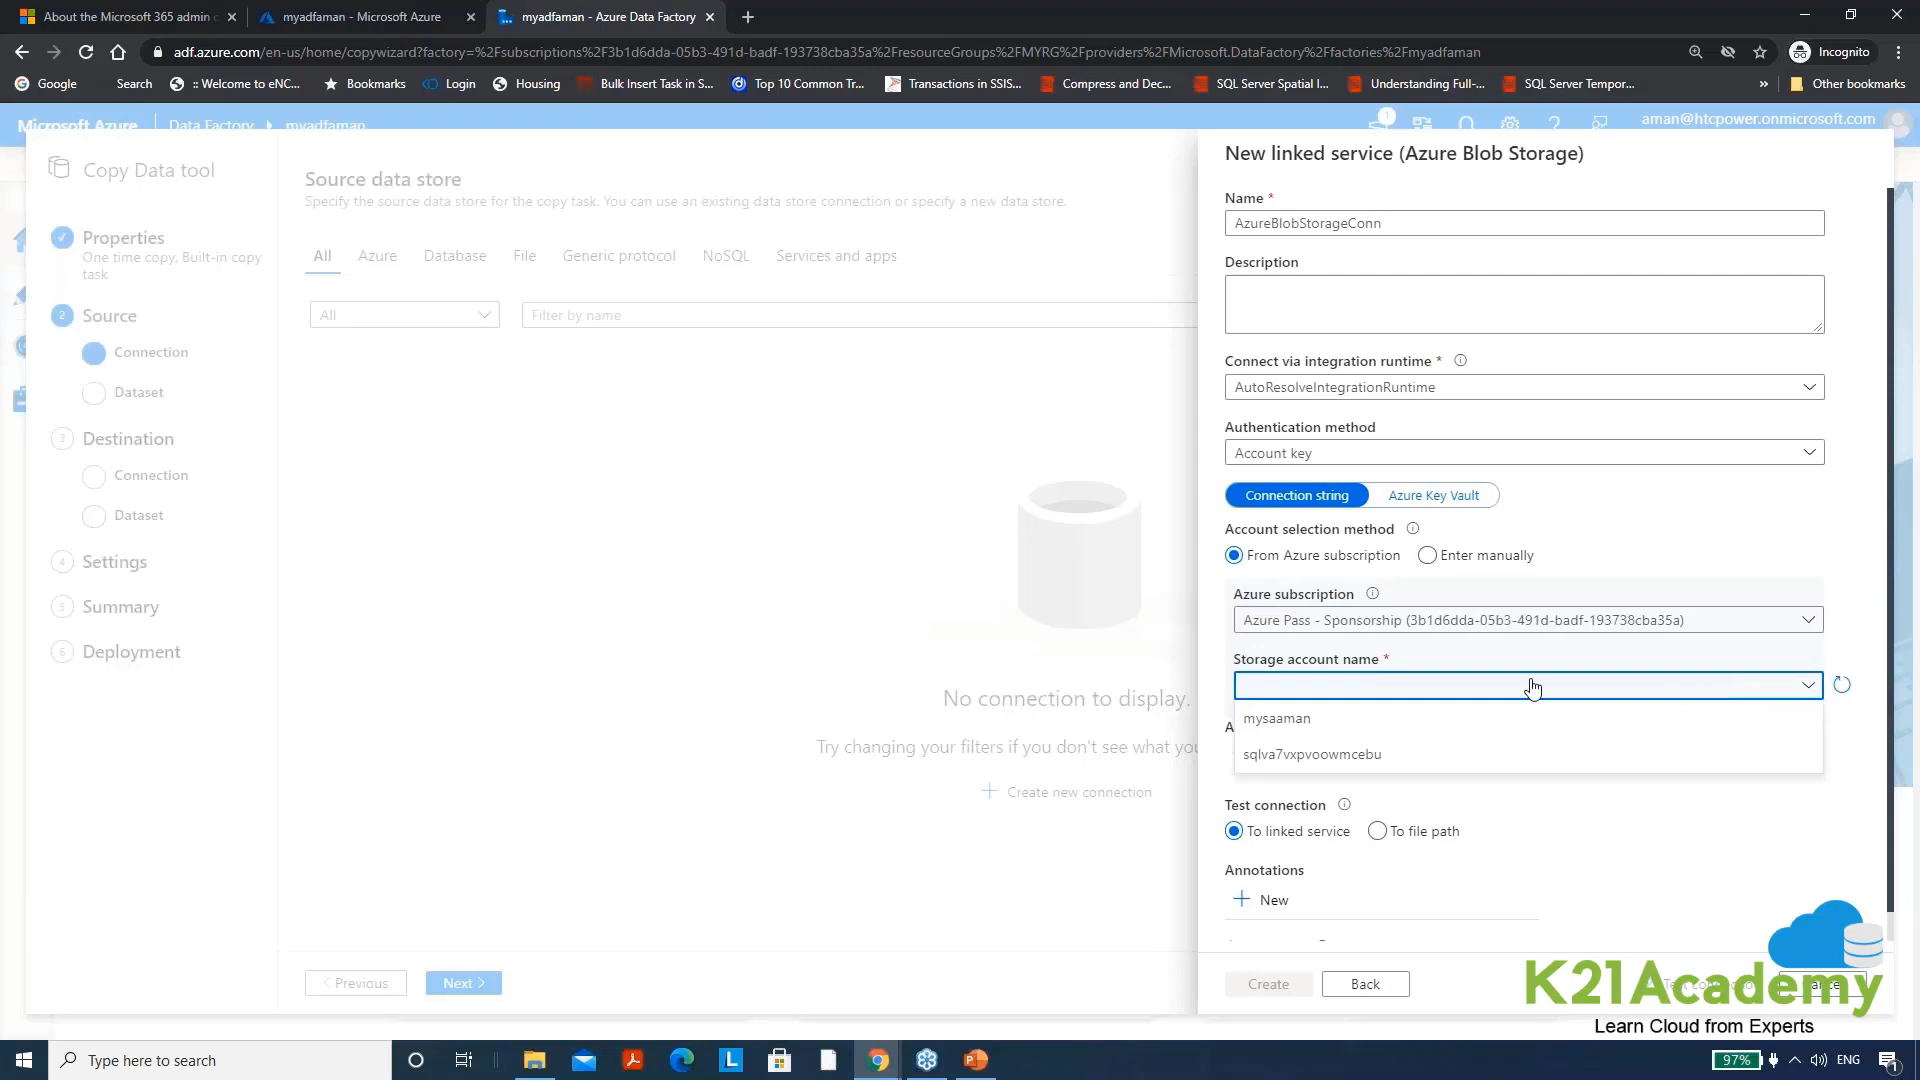 About the Microsoft 365 admin c
myadfaman - Microsoft Azure
myadfaman - Azure Data Factory
adf.azure.com/en-us/home/copywizard?factory=%2Fsubscriptions%2F3b1d6dda-05b3-491d-badf-193738cba35a%2FresourceGroups%2FMYRG%2Fproviders%2FMicrosoft.DataFactory%2Ffactories%2Fmyadfaman
Incognito
Google
Search
:: Welcome to eNC...
Bookmarks
Login
Housing
Bulk Insert Task in S...
Top 10 Common Tr...
Transactions in SSIS...
Compress and Dec...
SQL Server Spatial I...
Understanding Full-...
SQL Server Tempor...
»
Other bookmarks
Microsoft Azure
Data Factory
myadfaman
1
aman@htcpower.onmicrosoft.com
Copy Data tool
Properties
One time copy, Built-in copy
task
2 Source
Connection
Dataset
3 Destination
Connection
Dataset
4 Settings
5 Summary
6 Deployment
Source data store
Specify the source data store for the copy task. You can use an existing data store connection or specify a new data store.
All
Azure
Database
File
Generic protocol
NoSQL
Services and apps
All
Filter by name
No connection to display.
Try changing your filters if you don't see what you
Create new connection
< Previous
Next >
New linked service (Azure Blob Storage)
Name *
AzureBlobStorageConn
Description
Connect via integration runtime *
AutoResolveIntegrationRuntime
Authentication method
Account key
Connection string
Azure Key Vault
Account selection method
From Azure subscription
Enter manually
Azure subscription
Azure Pass - Sponsorship (3b1d6dda-05b3-491d-badf-193738cba35a)
Storage account name *
mysaaman
sqlva7vxpvoowmcebu
Test connection
To linked service
To file path
Annotations
New
Create
Back
K21Academy
Learn Cloud from Experts
Type here to search
97%
ENG
1